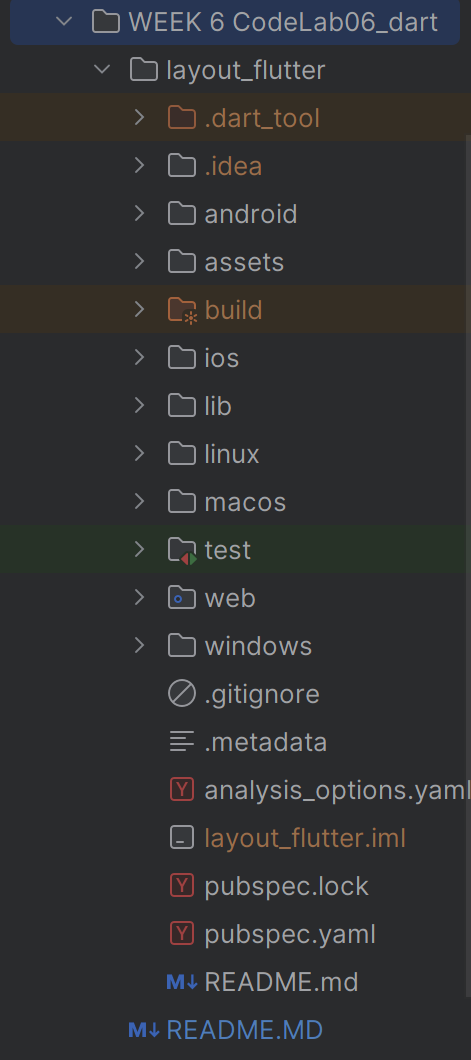 WEEK 6 CodeLab06_dart
layout_flutter
.dart_tool
.idea
android
assets
build
ios
lib
linux
macos
test
web
windows
.gitignore
.metadata
analysis_options.yaml
layout_flutter.iml
pubspec.lock
pubspec.yaml
README.md
README.MD